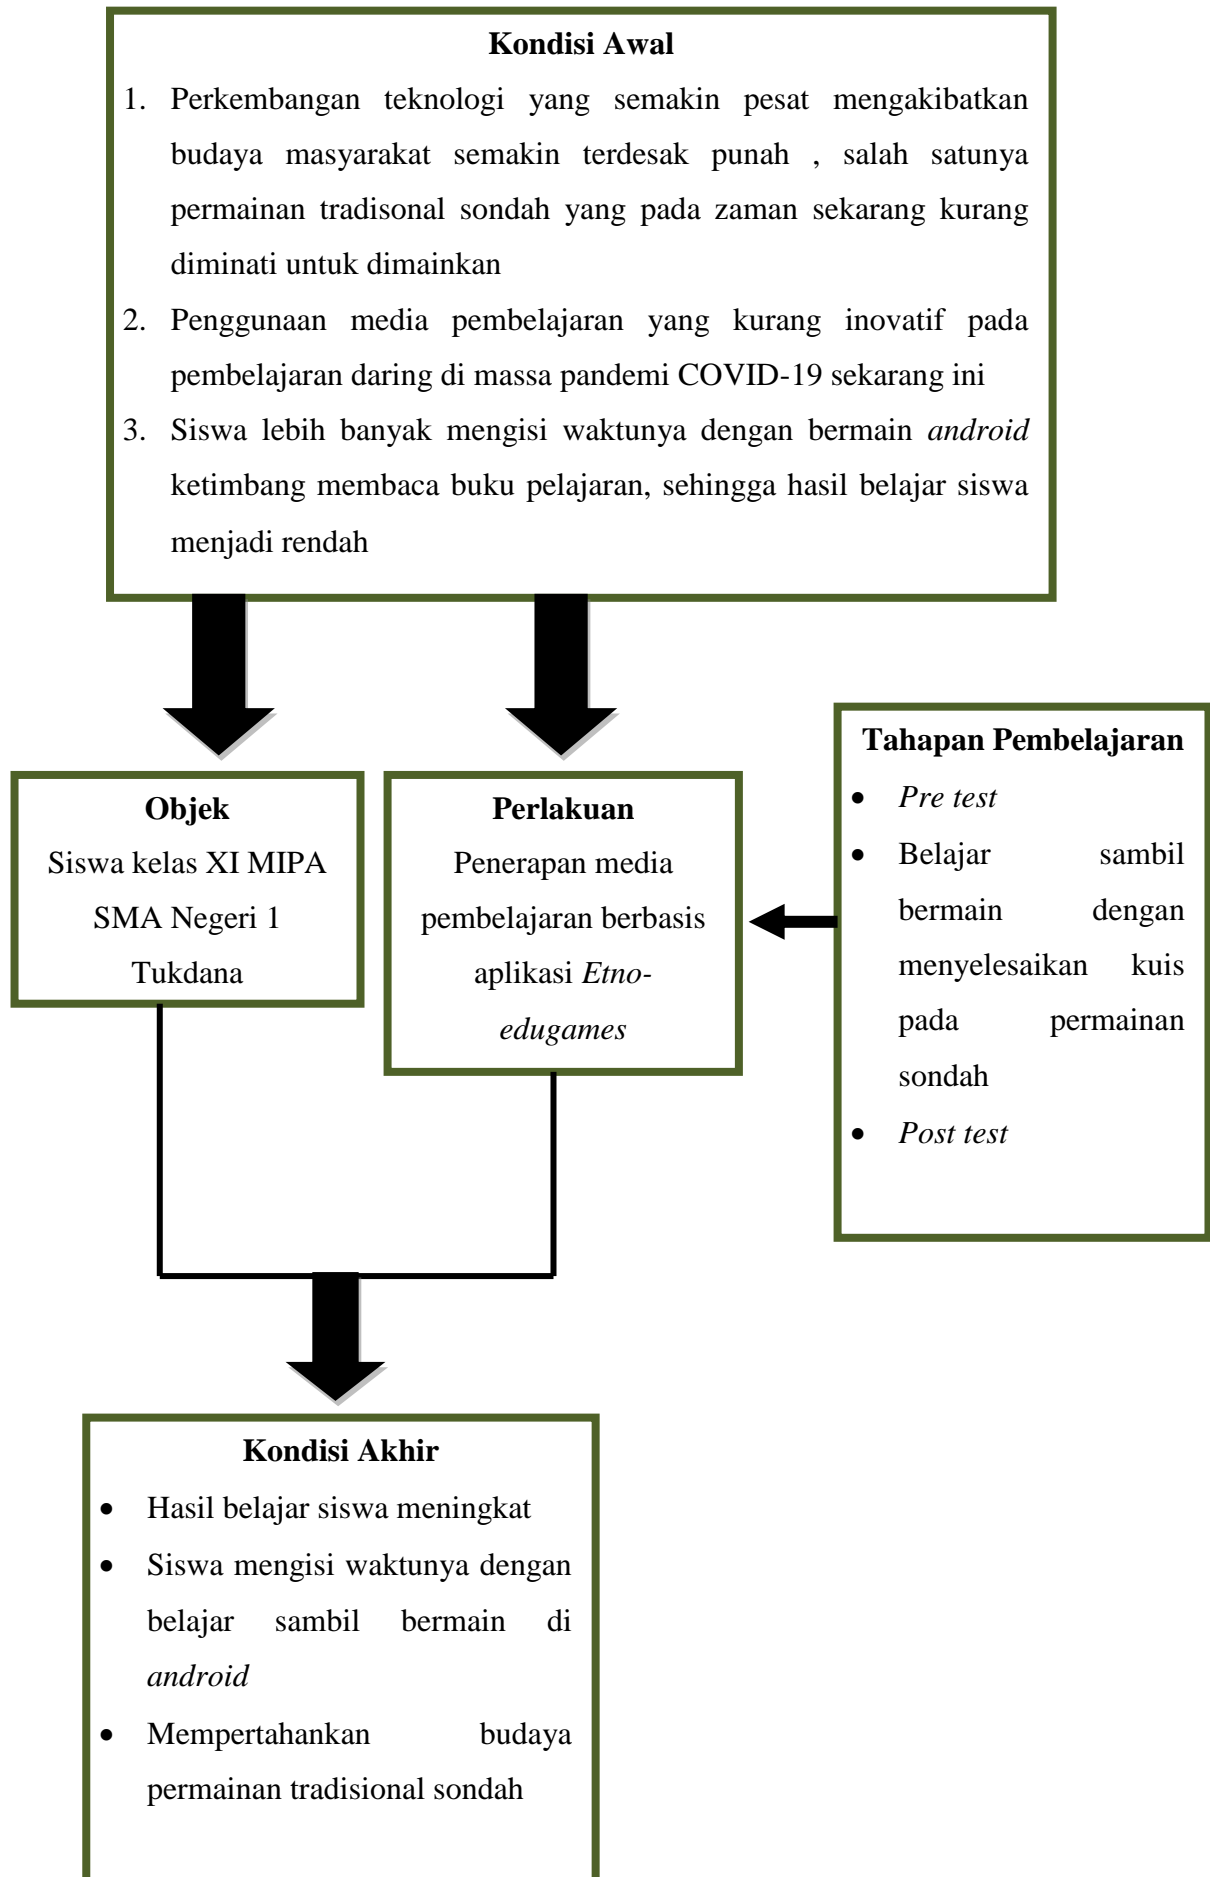 Kondisi Awal
1. Perkembangan teknologi yang semakin pesat mengakibatkan
budaya masyarakat semakin terdesak punah , salah satunya
permainan tradisonal sondah yang pada zaman sekarang kurang
diminati untuk dimainkan
2. Penggunaan media pembelajaran yang kurang inovatif pada
pembelajaran daring di massa pandemi COVID-19 sekarang ini
3. Siswa lebih banyak mengisi waktunya dengan bermain android
ketimbang membaca buku pelajaran, sehingga hasil belajar siswa
menjadi rendah
Objek
Siswa kelas XI MIPA
SMA Negeri 1
Tukdana
Perlakuan
Penerapan media
pembelajaran berbasis
aplikasi Etno-
edugames
Tahapan Pembelajaran
• Pre test
• Belajar sambil
bermain dengan
menyelesaikan kuis
pada permainan
sondah
• Post test
Kondisi Akhir
• Hasil belajar siswa meningkat
• Siswa mengisi waktunya dengan
belajar sambil bermain di
android
• Mempertahankan budaya
permainan tradisional sondah